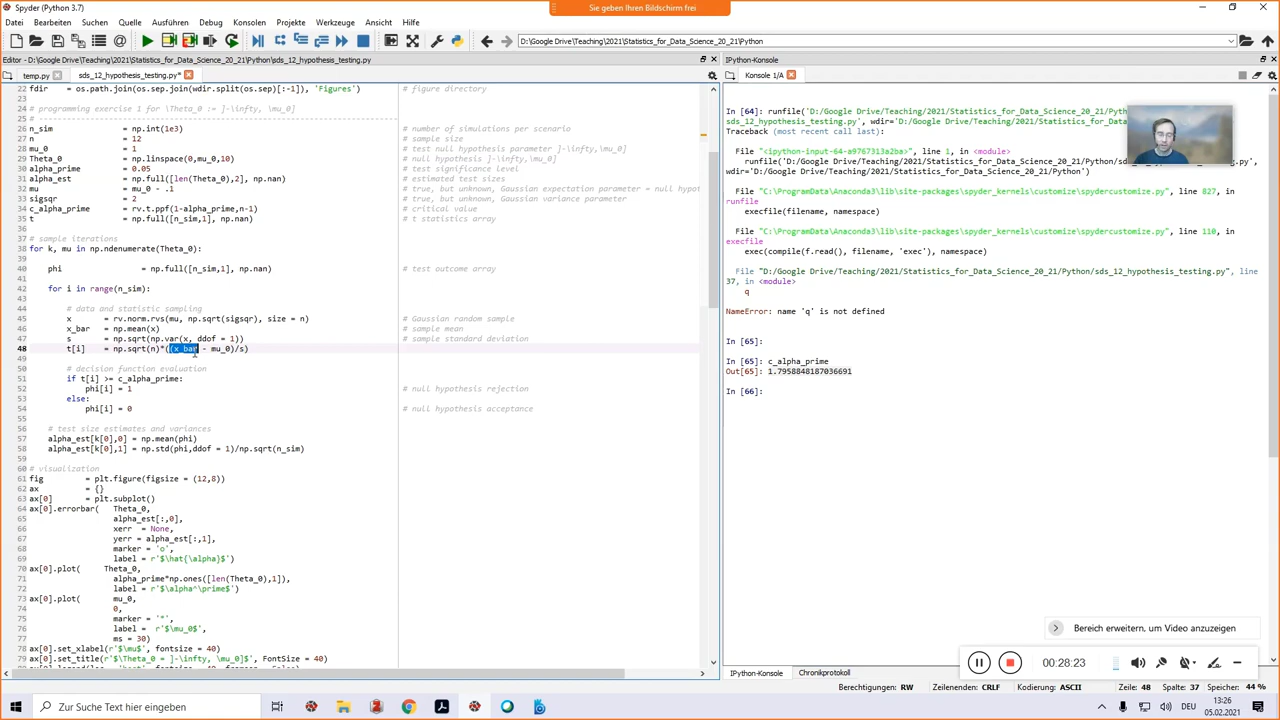 Spyder (Python 3.7)
Sie geben Ihren Bildschirm frei
Datei Bearbeiten Suchen Quelle Ausführen Debug Konsolen Projekte Werkzeuge Ansicht Hilfe
D:\Google Drive\Teaching\2021\Statistics_for_Data_Science_20_21\Python
Editor - D:\Google Drive\Teaching\2021\Statistics_for_Data_Science_20_21\Python\sds_12_hypothesis_testing.py
temp.py sds_12_hypothesis_testing.py*
22 fdir = os.path.join(os.sep.join(wdir.split(os.sep)[:-1]), 'Figures') # figure directory
23
24 # programming exercise 1 for \Theta_0 := ]-\infty, \mu_0]
25 # ------------------------------------------------------------------------------
26 n_sim = np.int(1e3) # number of simulations per scenario
27 n = 12 # sample size
28 mu_0 = 1 # test null hypothesis parameter ]-\infty,\mu_0]
29 Theta_0 = np.linspace(0,mu_0,10) # null hypothesis ]-\infty,\mu_0]
30 alpha_prime = 0.05 # test significance level
31 alpha_est = np.full([len(Theta_0),2], np.nan) # estimated test sizes
32 mu = mu_0 - .1 # true, but unknown, Gaussian expectation parameter = null hypot
33 sigsqr = 2 # true, but unknown, Gaussian variance parameter
34 c_alpha_prime = rv.t.ppf(1-alpha_prime,n-1) # critical value
35 t = np.full([n_sim,1], np.nan) # t statistics array
36
37 # sample iterations
38 for k, mu in np.ndenumerate(Theta_0):
39
40 phi = np.full([n_sim,1], np.nan) # test outcome array
41
42 for i in range(n_sim):
43
44 # data and statistic sampling
45 x = rv.norm.rvs(mu, np.sqrt(sigsqr), size = n) # Gaussian random sample
46 x_bar = np.mean(x) # sample mean
47 s = np.sqrt(np.var(x, ddof = 1)) # sample standard deviation
48 t[i] = np.sqrt(n)*((x_bar - mu_0)/s)
49
50 # decision function evaluation
51 if t[i] >= c_alpha_prime:
52 phi[i] = 1 # null hypothesis rejection
53 else:
54 phi[i] = 0 # null hypothesis acceptance
55
56 # test size estimates and variances
57 alpha_est[k[0],0] = np.mean(phi)
58 alpha_est[k[0],1] = np.std(phi,ddof = 1)/np.sqrt(n_sim)
59
60 # visualization
61 fig = plt.figure(figsize = (12,8))
62 ax = {}
63 ax[0] = plt.subplot()
64 ax[0].errorbar( Theta_0,
65 alpha_est[:,0],
66 xerr = None,
67 yerr = alpha_est[:,1],
68 marker = 'o',
69 label = r'$\hat{\alpha}$')
70 ax[0].plot( Theta_0,
71 alpha_prime*np.ones([len(Theta_0),1]),
72 label = r'$\alpha^\prime$')
73 ax[0].plot( mu_0,
74 0,
75 marker = '*',
76 label = r'$\mu_0$',
77 ms = 30)
78 ax[0].set_xlabel(r'$\mu$', fontsize = 40)
79 ax[0].set_title(r'$\Theta_0 = ]-\infty, \mu_0]$', FontSize = 40)
IPython-Konsole
Konsole 1/A
In [64]: runfile('D:/Google Drive/Teaching/2021/Statistics_for_Data_Science_20_21/Python/
sds_12_hypothesis_testing.py', wdir='D:/Google Drive/
Traceback (most recent call last):
File "<ipython-input-64-a9767313a2ba>", line 1, in <module>
runfile('D:/Google Drive/Teaching/2021/Statistics_for
wdir='D:/Google Drive/Teaching/2021/Statistics_for_Data_Science_20_21/Python')
File "C:\ProgramData\Anaconda3\lib\site-packages\spyder_kernels\customize\spydercustomize.py", line 827, in
runfile
execfile(filename, namespace)
File "C:\ProgramData\Anaconda3\lib\site-packages\spyder_kernels\customize\spydercustomize.py", line 110, in
execfile
exec(compile(f.read(), filename, 'exec'), namespace)
File "D:/Google Drive/Teaching/2021/Statistics_for_Data_Science_20_21/Python/sds_12_hypothesis_testing.py", line
37, in <module>
q
NameError: name 'q' is not defined
In [65]:
In [65]: c_alpha_prime
Out[65]: 1.7958848187036691
In [66]:
Bereich erweitern, um Video anzuzeigen
00:28:23
IPython-Konsole Chronikprotokoll
Berechtigungen: RW Zeilenenden: CRLF Kodierung: ASCII Zeile: 48 Spalte: 37 Speicher: 44 %
Zur Suche Text hier eingeben
DEU
13:26
05.02.2021